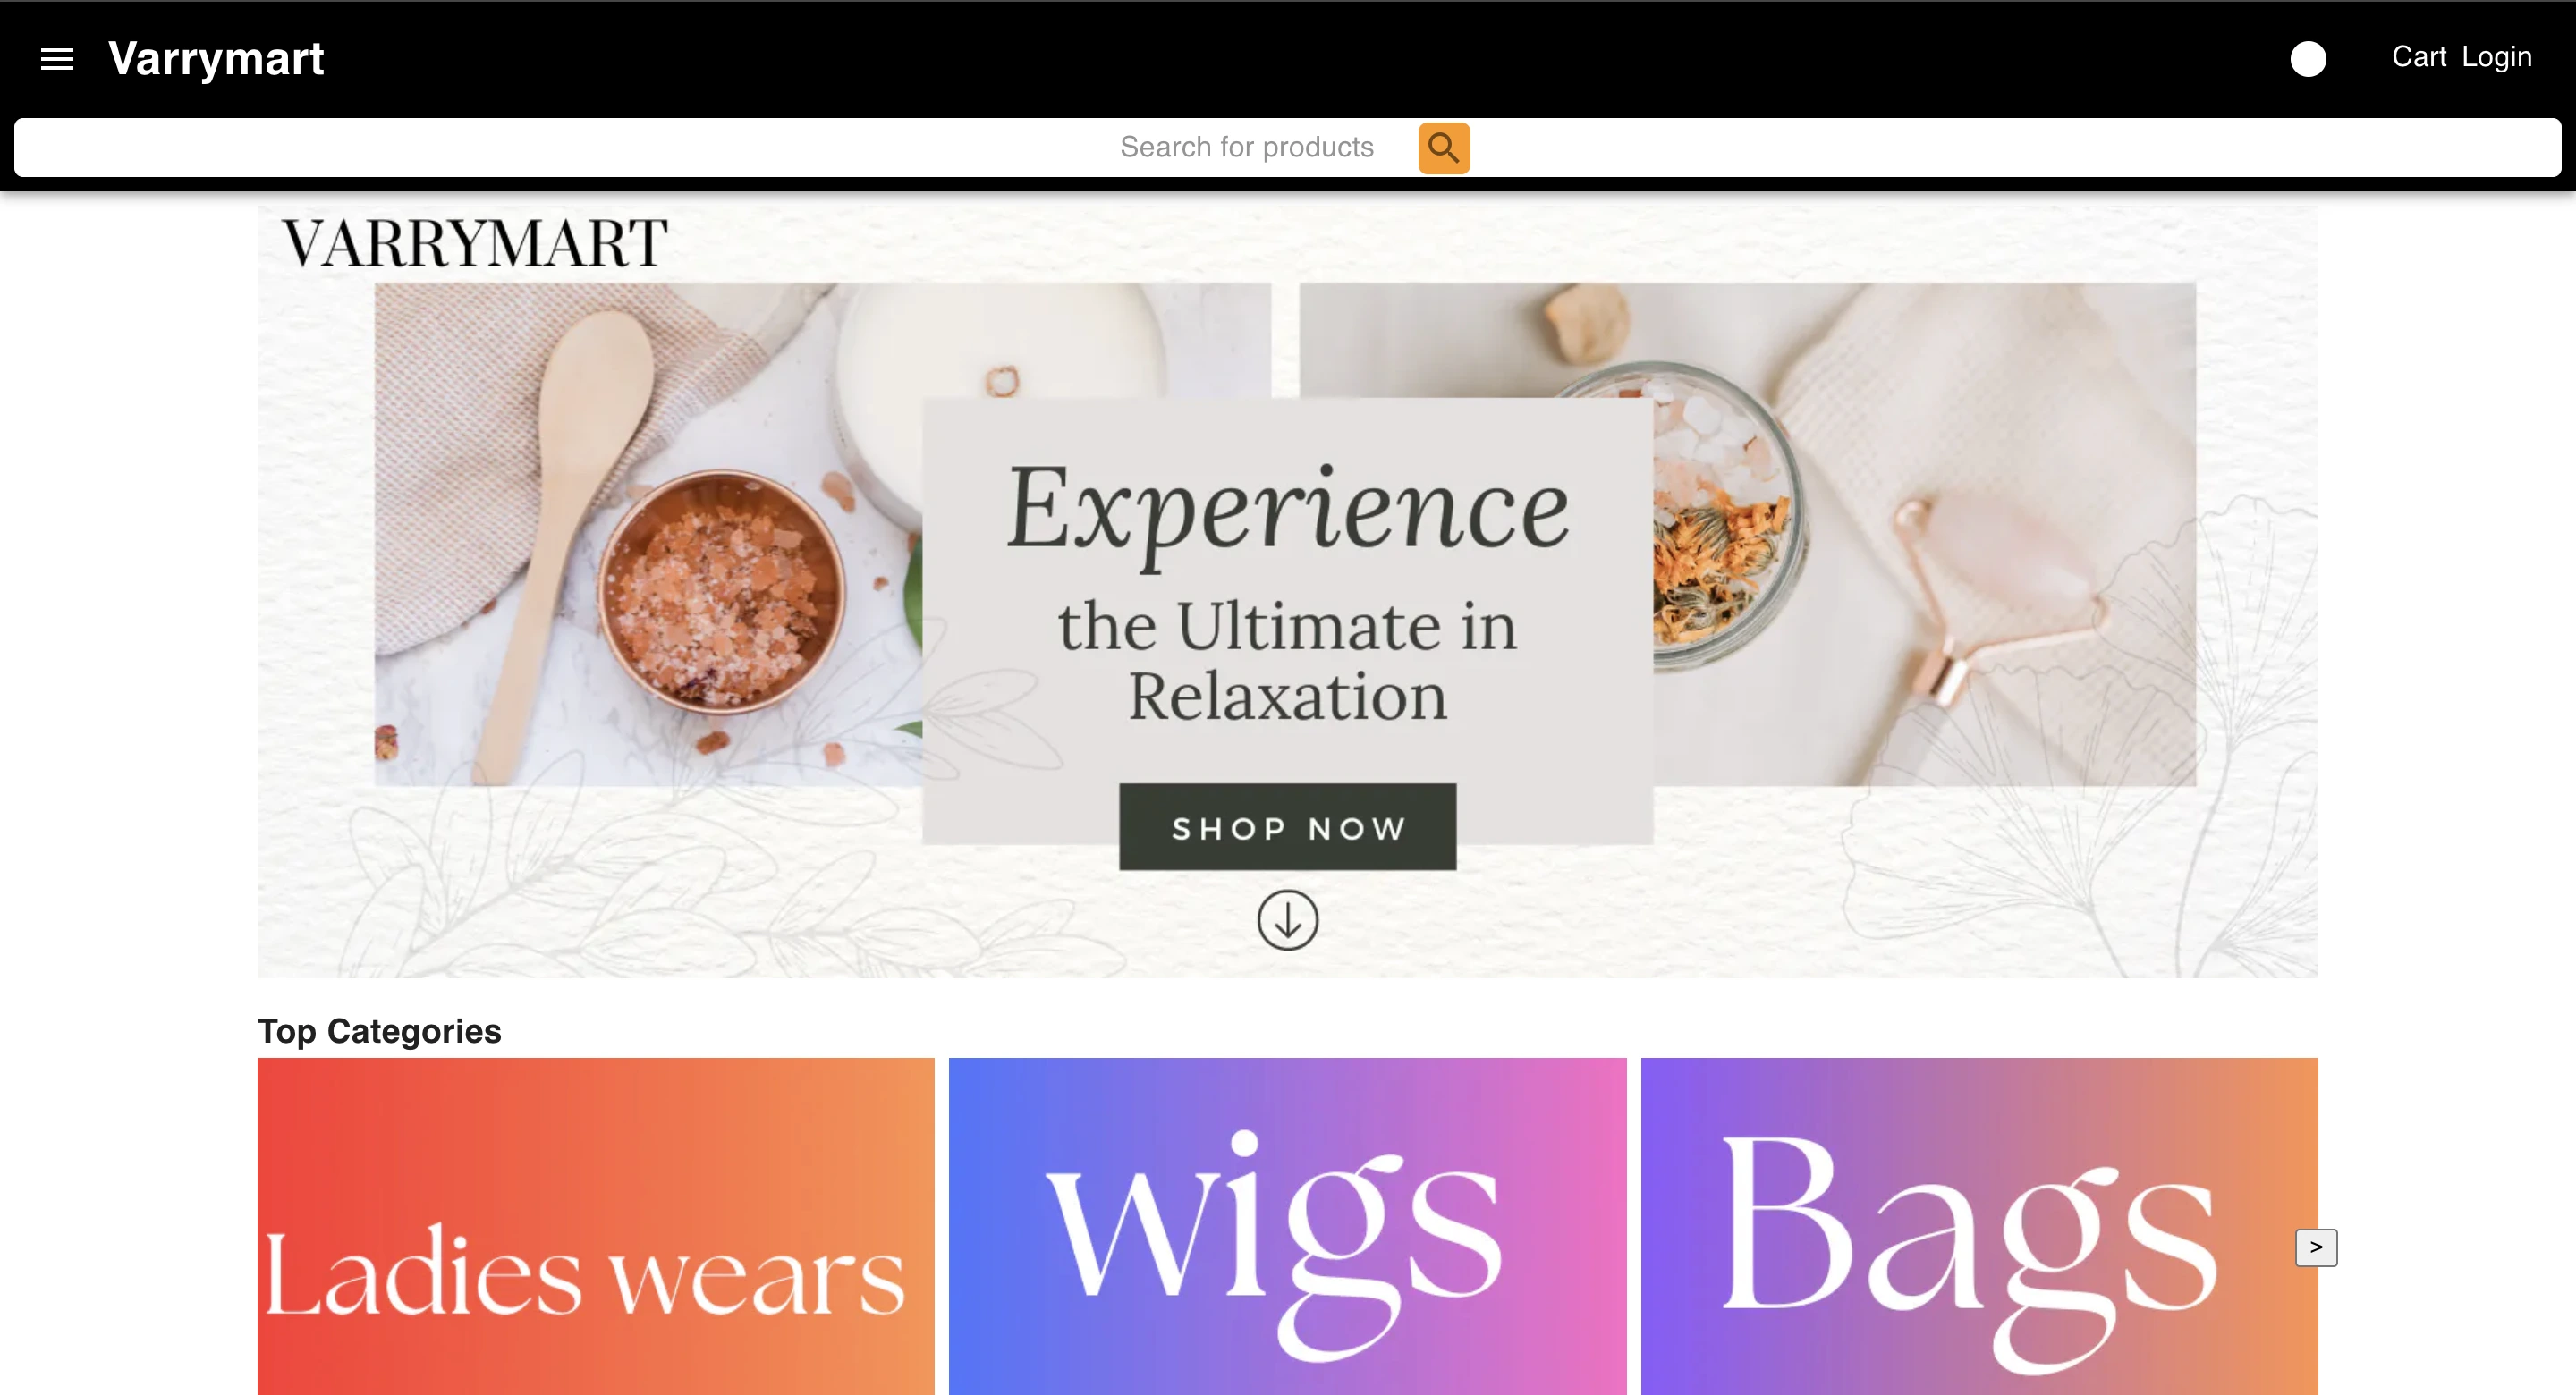 Varrymart
Cart Login
Search for products
VARRYMART
Experience
the Ultimate in
Relaxation
SHOP NOW
Top Categories
Ladies wears
wigs
Bags
>